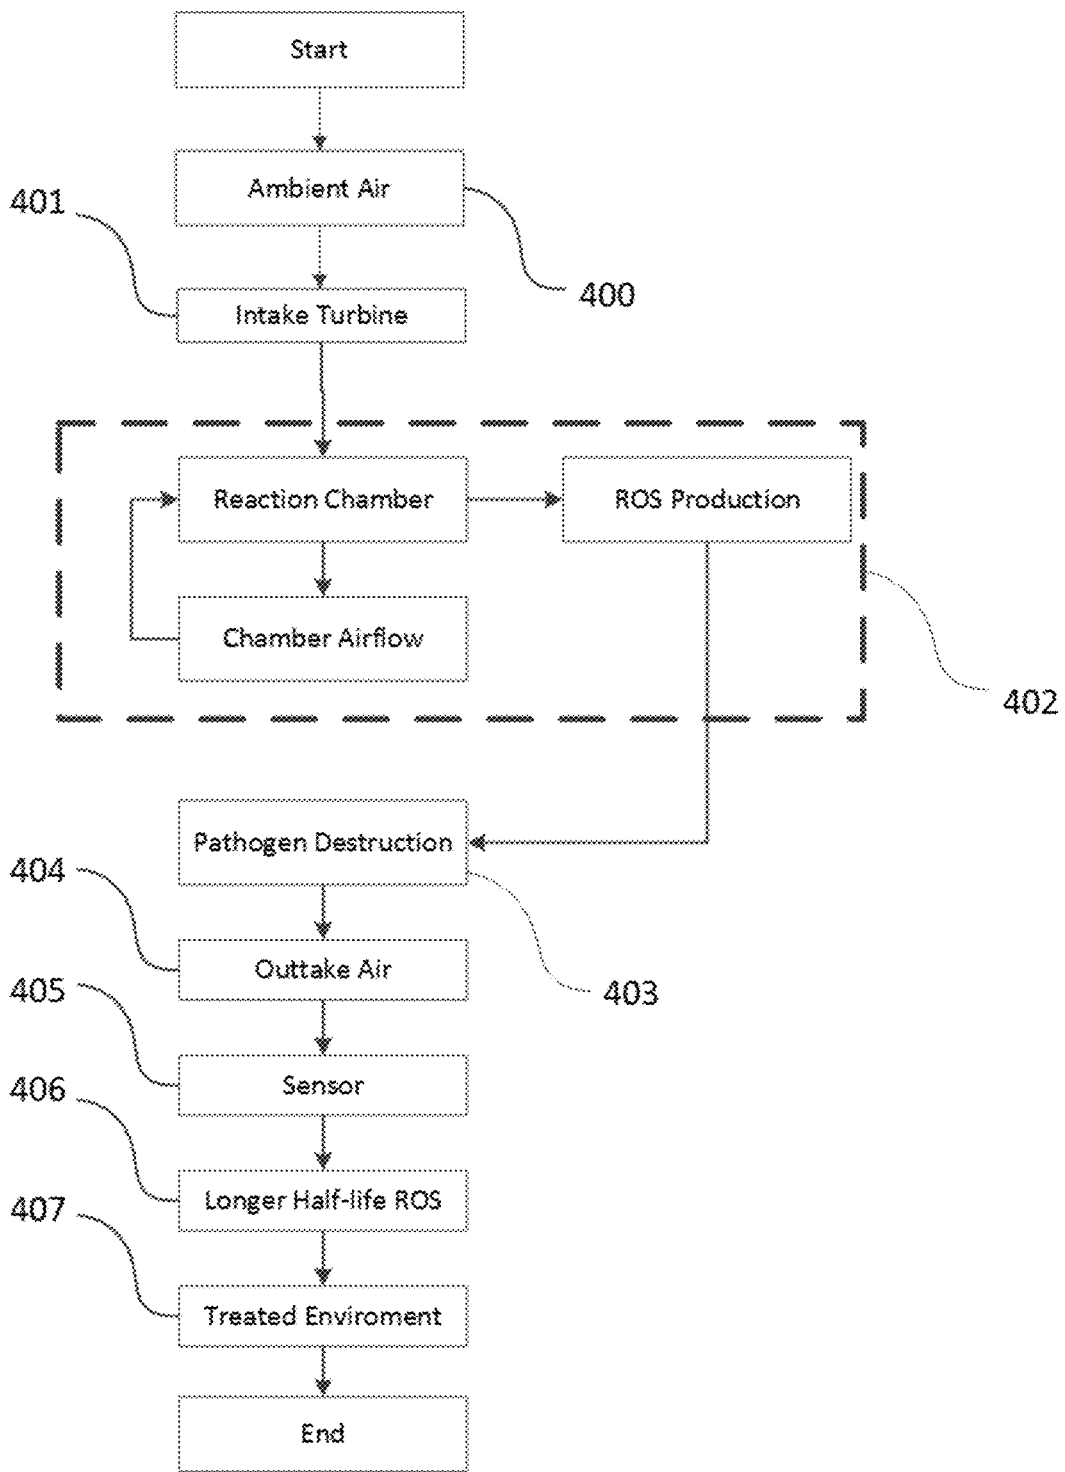 Start
Ambient Air
401
400
Intake Turbine
Reaction Chamber
ROS Production
Chamber Airflow
402
Pathogen Destruction
404
Outtake Air
403
405
Sensor
406
Longer Half-life ROS
407
Treated Enviroment
End